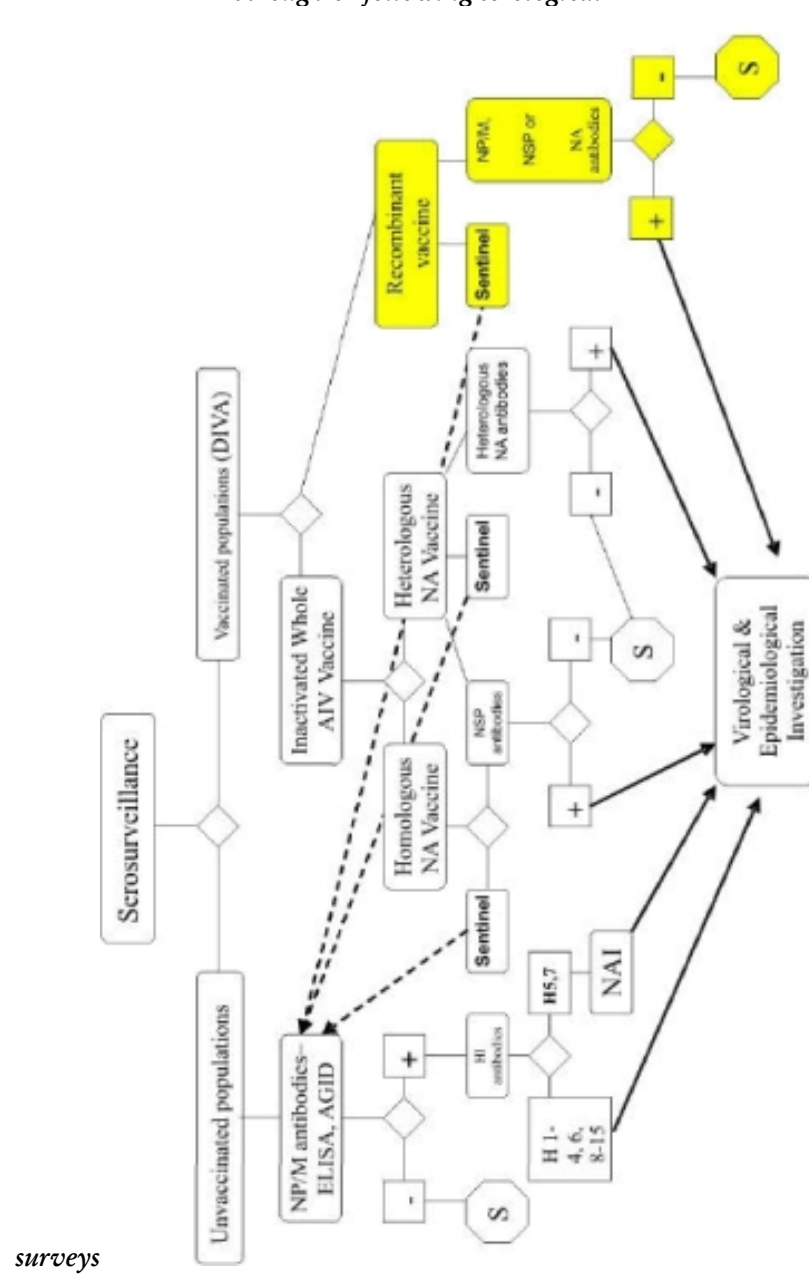 surveys
Serosurveillance
Unvaccinated populations
Vaccinated populations (DIVA)
NP/M antibodies–
ELISA, AGID
Inactivated Whole
AIV Vaccine
Recombinant
vaccine
-
+
Homologous
NA Vaccine
Heterologous
NA Vaccine
S
HI
antibodies
Sentinel
NSP
antibodies
Sentinel
Heterologous
NA antibodies
Sentinel
NP/M,
NSP or
NA
antibodies
H 1-
4, 6,
8-15
H5,7
NAI
+
-
S
-
+
+
-
S
Virological &
Epidemiological
Investigation